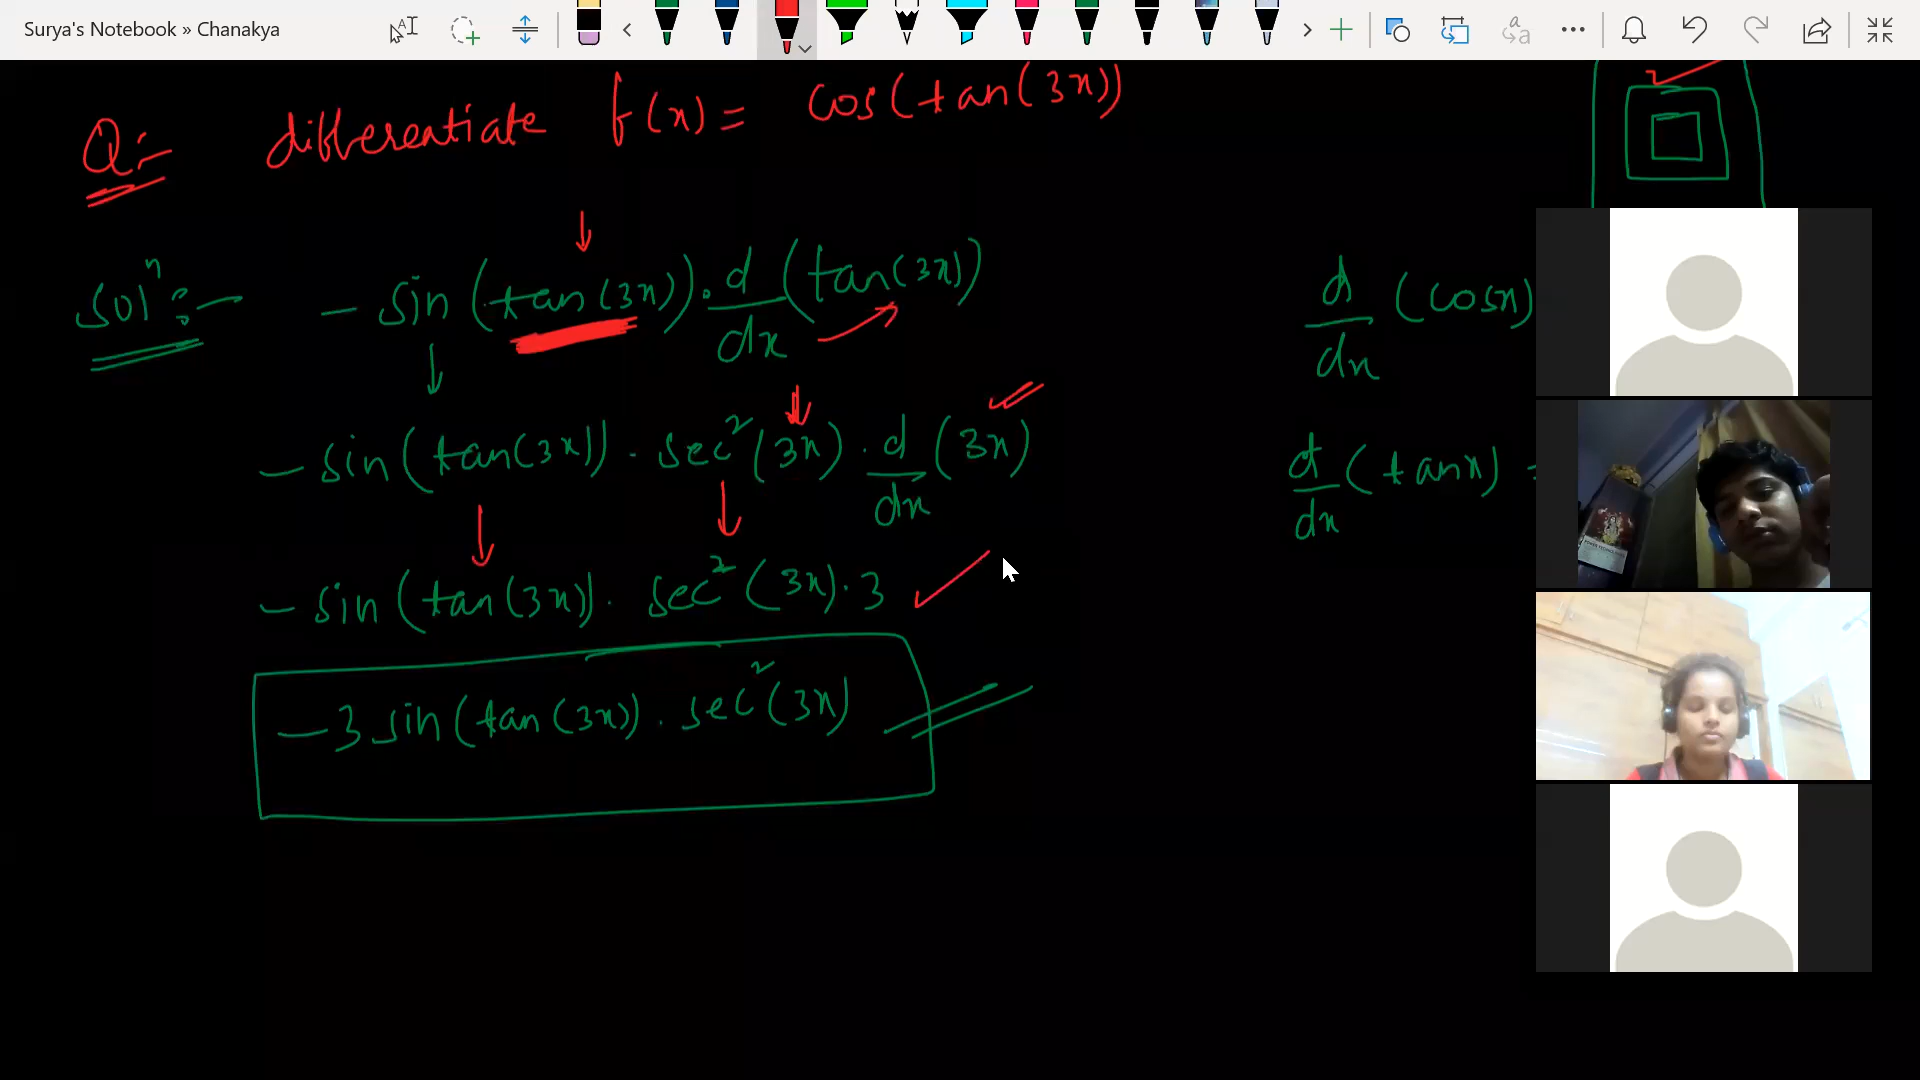 Surya's Notebook » Chanakya
Q:- differentiate f(x) = cos(tan(3x))
Solⁿ:- - sin (tan(3x)) . d/dx (tan(3x))
- sin (tan(3x)) . sec² (3x) . d/dx (3x)
- sin (tan(3x)) . sec² (3x) . 3
- 3 sin (tan(3x)) . sec² (3x)
d/dx (cosx)
d/dx (tanx) =